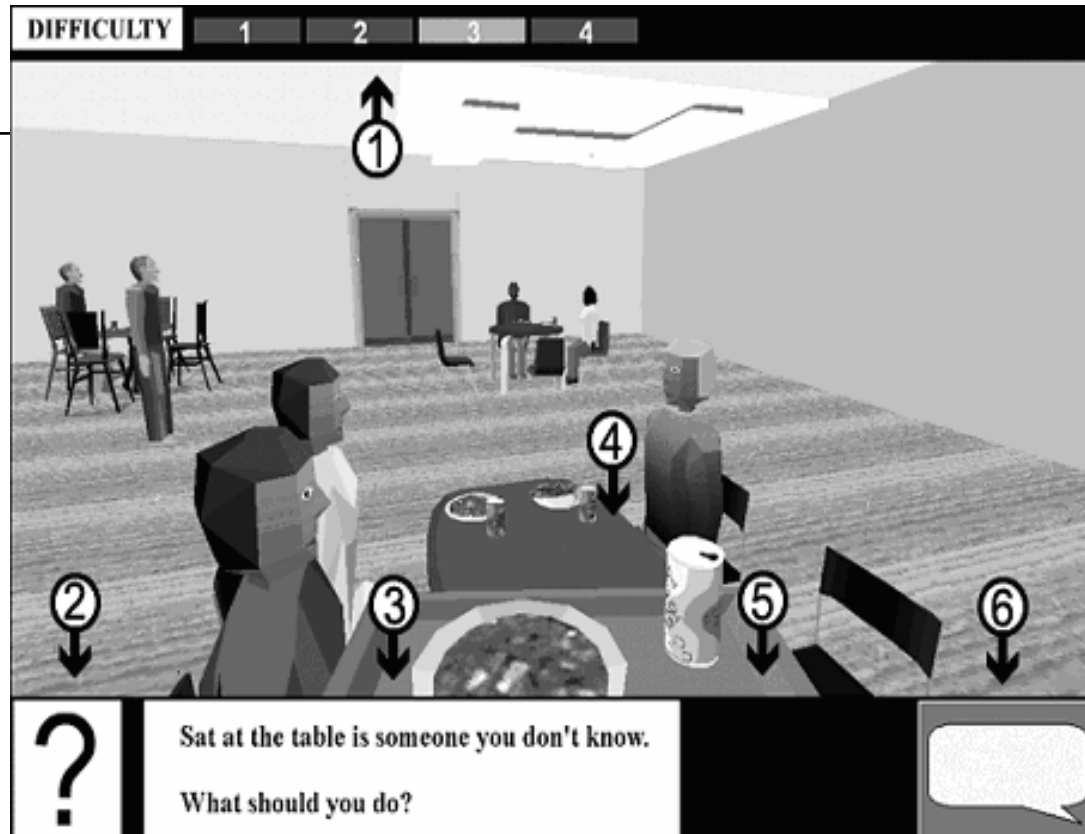 DIFFICULTY 1 2 3 4
1
4
2 3 5 6
?
Sat at the table is someone you don't know.
What should you do?